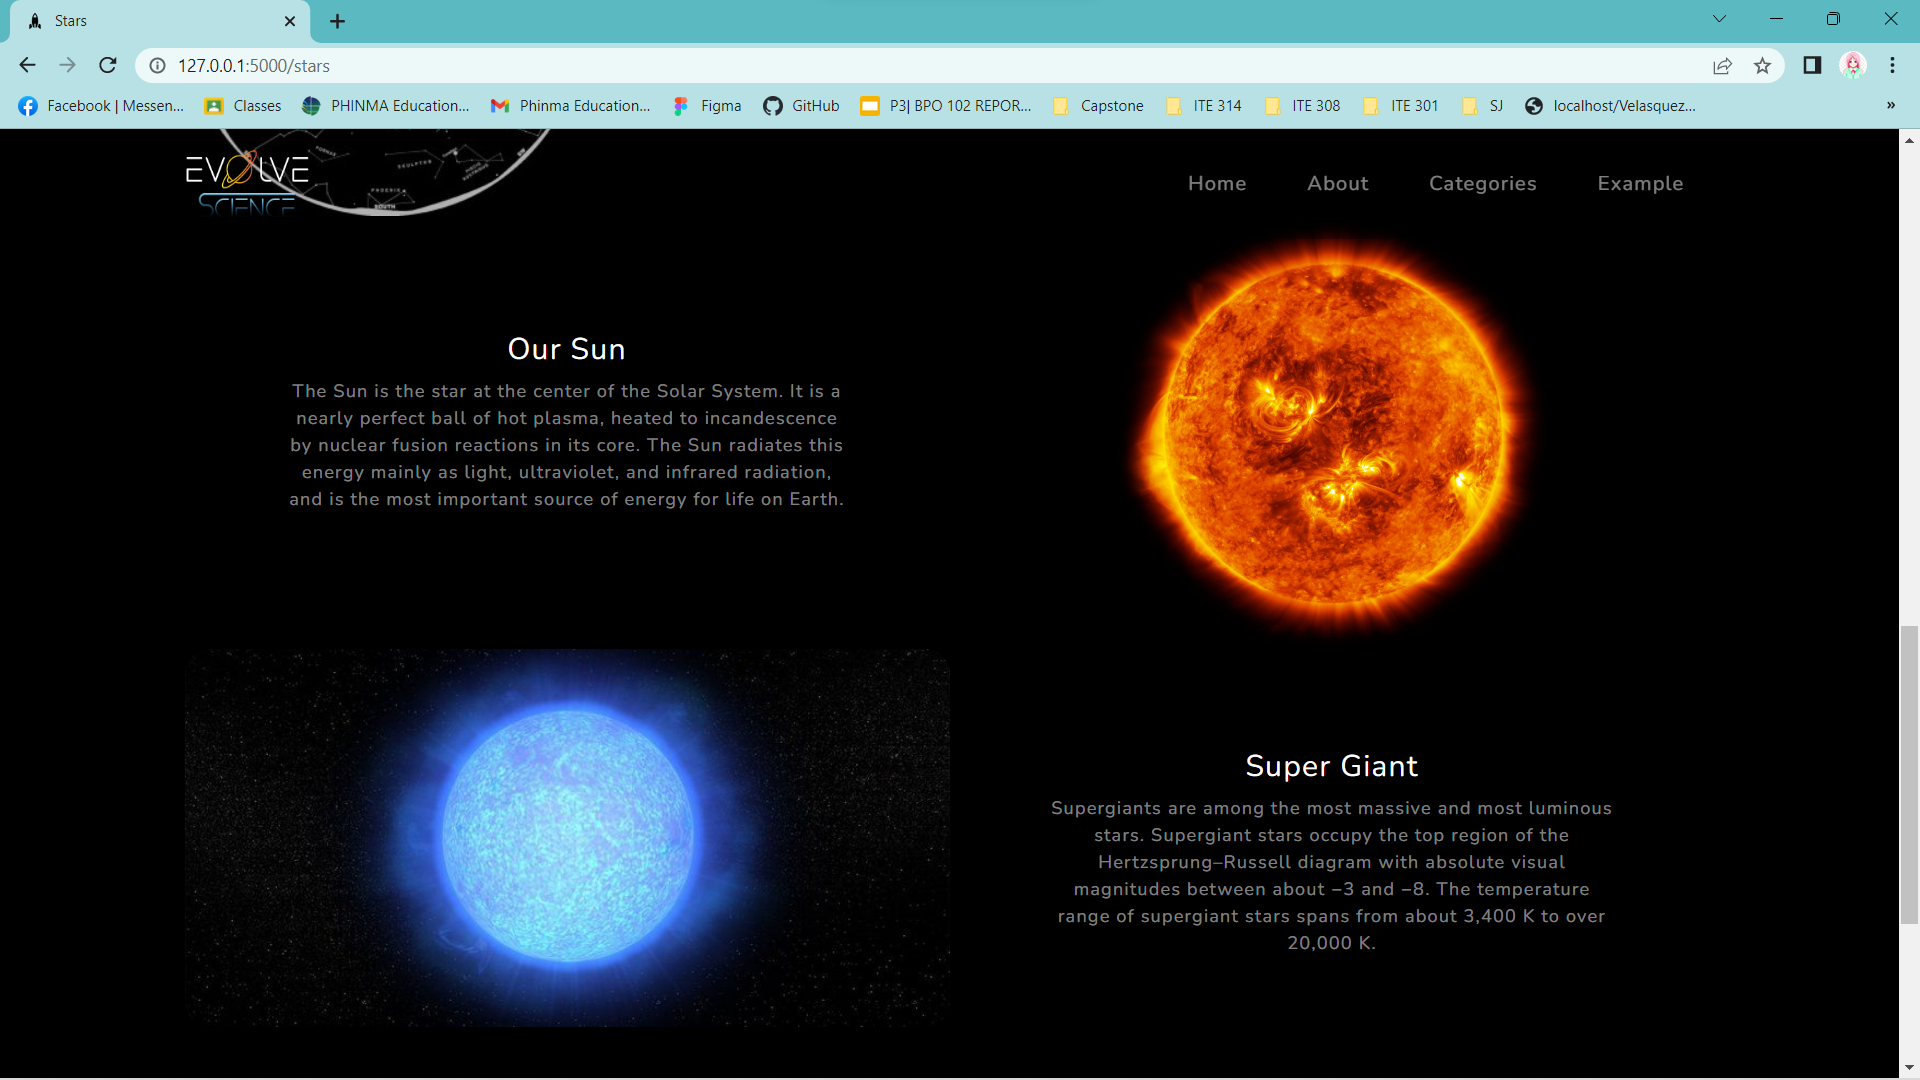 Stars
127.0.0.1:5000/stars
Facebook | Messen...
Classes
PHINMA Education...
Phinma Education...
Figma
GitHub
P3| BPO 102 REPOR...
Capstone
ITE 314
ITE 308
ITE 301
SJ
localhost/Velasquez...
»
EVOLVE
SCIENCE
SCULPTOR
PHOENIX
SOUTH
SW
Home
About
Categories
Example
Our Sun
The Sun is the star at the center of the Solar System. It is a
nearly perfect ball of hot plasma, heated to incandescence
by nuclear fusion reactions in its core. The Sun radiates this
energy mainly as light, ultraviolet, and infrared radiation,
and is the most important source of energy for life on Earth.
Super Giant
Supergiants are among the most massive and most luminous
stars. Supergiant stars occupy the top region of the
Hertzsprung–Russell diagram with absolute visual
magnitudes between about −3 and −8. The temperature
range of supergiant stars spans from about 3,400 K to over
20,000 K.